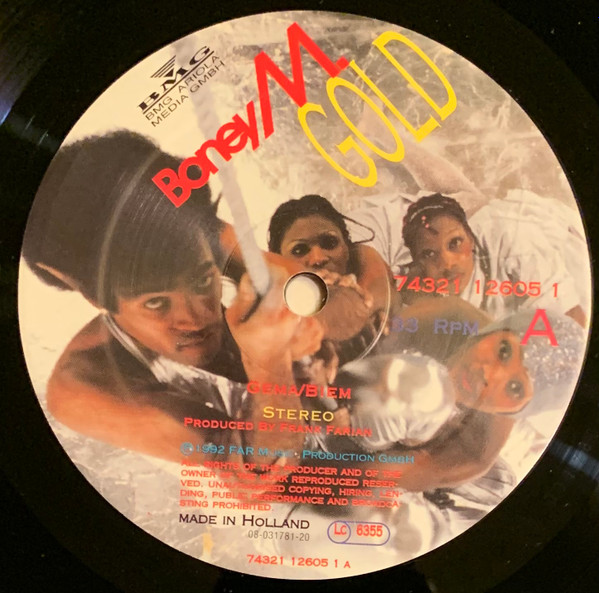 BMG
BMG ARIOLA
MEDIA GMBH
Boney M.
GOLD
74321 12605 1
33 RPM
A
GEMA/BIEM
STEREO
PRODUCED BY FRANK FARIAN
Ⓟ 1992 FAR MUSIC PRODUCTION GMBH
ALL RIGHTS OF THE PRODUCER AND OF THE
OWNER OF THE WORK REPRODUCED RESER-
VED. UNAUTHORISED COPYING, HIRING, LEN-
DING, PUBLIC PERFORMANCE AND BROADCA-
STING PROHIBITED.
MADE IN HOLLAND
08-031781-20
LC 6355
74321 12605 1 A